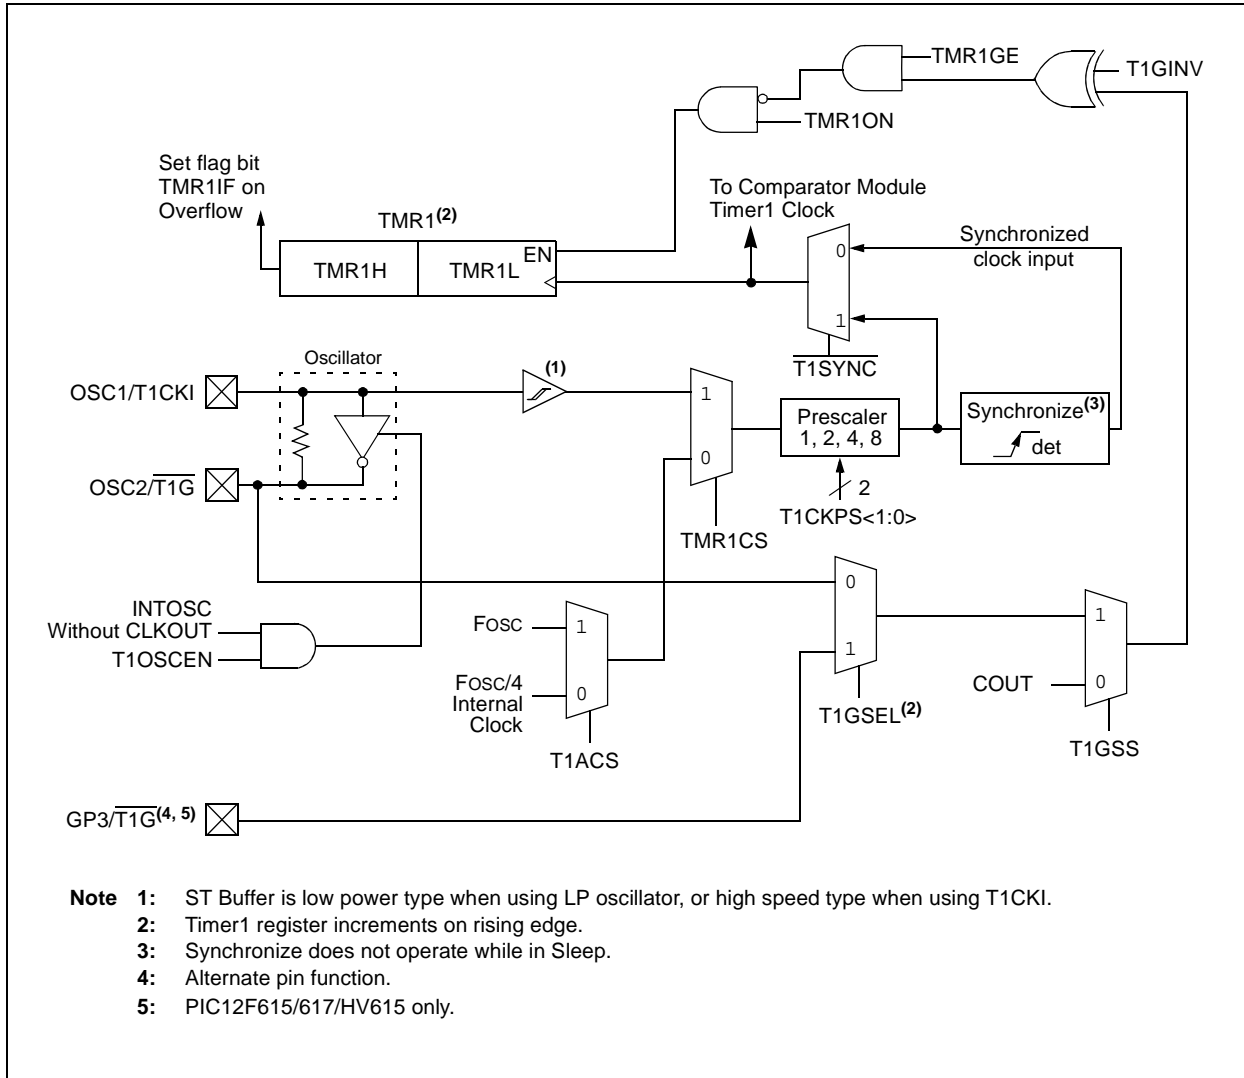 TMR1GE
T1GINV
TMR1ON
Set flag bit
TMR1IF on
Overflow
To Comparator Module
Timer1 Clock
TMR1(2)
EN
TMR1H
TMR1L
0
Synchronized
clock input
1
T1SYNC
Oscillator
(1)
OSC1/T1CKI
1
Prescaler
1, 2, 4, 8
Synchronize(3)
det
0
OSC2/T1G
2
T1CKPS<1:0>
TMR1CS
0
INTOSC
Without CLKOUT
T1OSCEN
FOSC
1
1
1
FOSC/4
Internal
Clock
0
COUT
0
T1GSEL(2)
T1ACS
T1GSS
GP3/T1G(4, 5)
Note 1: ST Buffer is low power type when using LP oscillator, or high speed type when using T1CKI.
2: Timer1 register increments on rising edge.
3: Synchronize does not operate while in Sleep.
4: Alternate pin function.
5: PIC12F615/617/HV615 only.